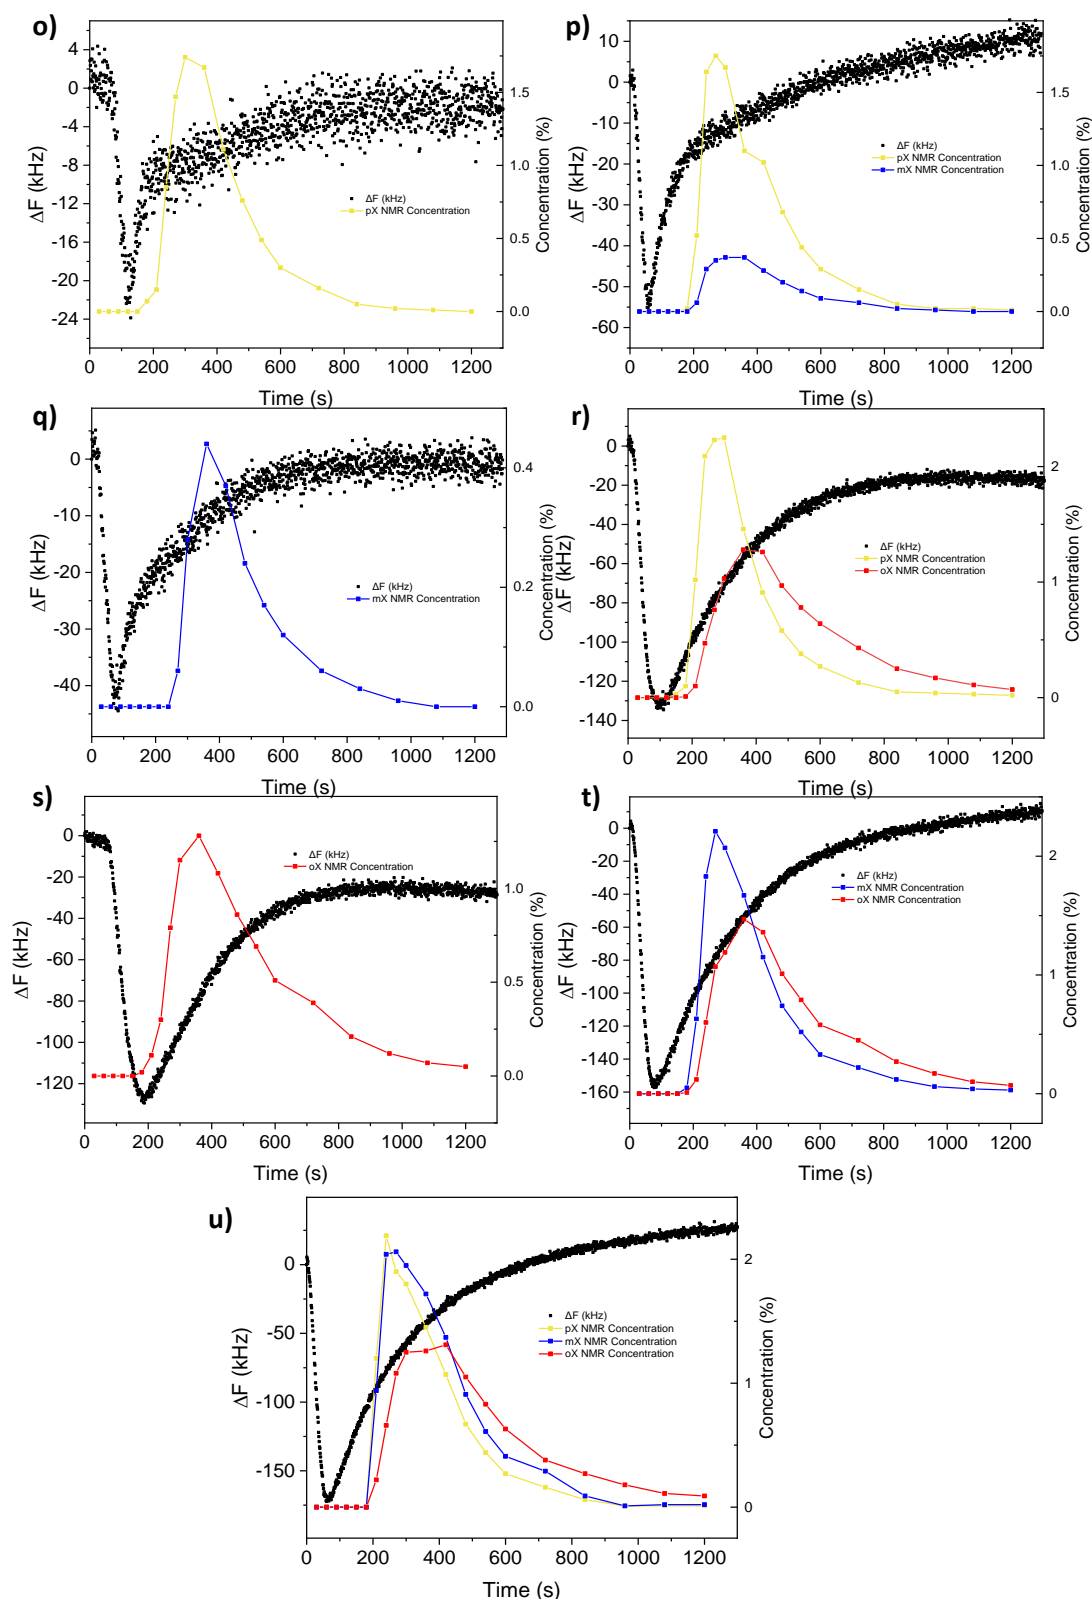 o)
4
0
-4
-8
-12
-16
-20
-24
ΔF (kHz)
1.5
1.0
0.5
0.0
Concentration (%)
ΔF (kHz)
pX NMR Concentration
0 200 400 600 800 1000 1200
Time (s)
p)
10
0
-10
-20
-30
-40
-50
-60
ΔF (kHz)
1.5
1.0
0.5
0.0
Concentration (%)
ΔF (kHz)
pX NMR Concentration
mX NMR Concentration
0 200 400 600 800 1000 1200
Time (s)
q)
0
-10
-20
-30
-40
ΔF (kHz)
0.4
0.2
0.0
Concentration (%)
ΔF (kHz)
mX NMR Concentration
0 200 400 600 800 1000 1200
Time (s)
r)
0
-20
-40
-60
-80
-100
-120
-140
ΔF (kHz)
2
1
0
Concentration (%)
ΔF (kHz)
pX NMR Concentration
oX NMR Concentration
0 200 400 600 800 1000 1200
Time (s)
s)
0
-20
-40
-60
-80
-100
-120
ΔF (kHz)
1.0
0.5
0.0
Concentration (%)
ΔF (kHz)
oX NMR Concentration
0 200 400 600 800 1000 1200
Time (s)
t)
0
-20
-40
-60
-80
-100
-120
-140
-160
ΔF (kHz)
2
1
0
Concentration (%)
ΔF (kHz)
mX NMR Concentration
oX NMR Concentration
0 200 400 600 800 1000 1200
Time (s)
u)
0
-50
-100
-150
ΔF (kHz)
2
1
0
Concentration (%)
ΔF (kHz)
pX NMR Concentration
mX NMR Concentration
oX NMR Concentration
0 200 400 600 800 1000 1200
Time (s)